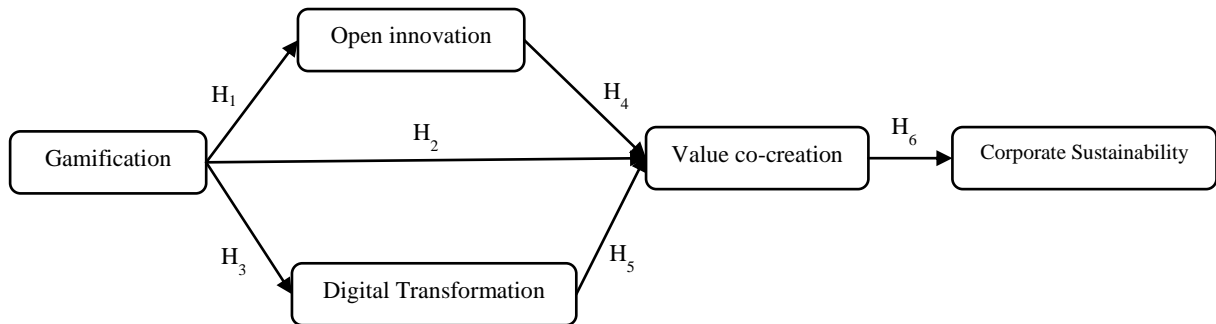 Open innovation
H1
H4
H2
H6
Gamification
Value co-creation
Corporate Sustainability
H3
H5
Digital Transformation